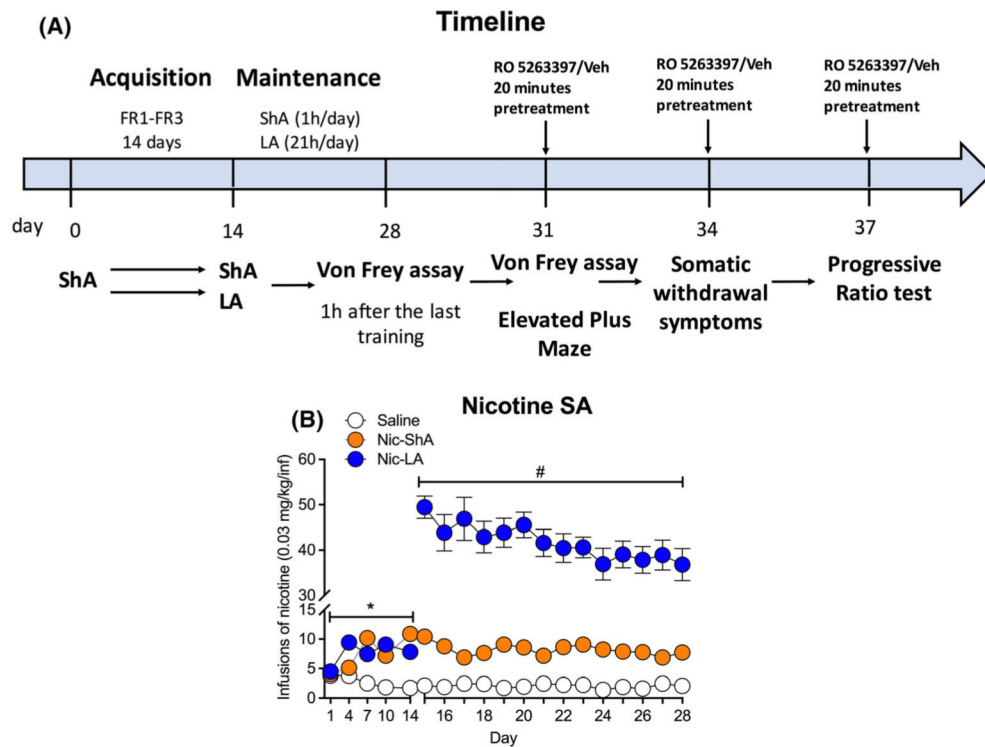 (A)
Timeline
Acquisition
FR1-FR3
14 days
Maintenance
ShA (1h/day)
LA (21h/day)
RO 5263397/Veh
20 minutes
pretreatment
RO 5263397/Veh
20 minutes
pretreatment
RO 5263397/Veh
20 minutes
pretreatment
day
0
14
28
31
34
37
ShA
ShA
LA
Von Frey assay
1h after the last
training
Von Frey assay
Elevated Plus
Maze
Somatic
withdrawal
symptoms
Progressive
Ratio test
(B)
Nicotine SA
Saline
Nic-ShA
Nic-LA
Infusions of nicotine (0.03 mg/kg/inf)
60
50
40
30
15
10
5
0
#
*
1 4 7 10 14 16 18 20 22 24 26 28
Day